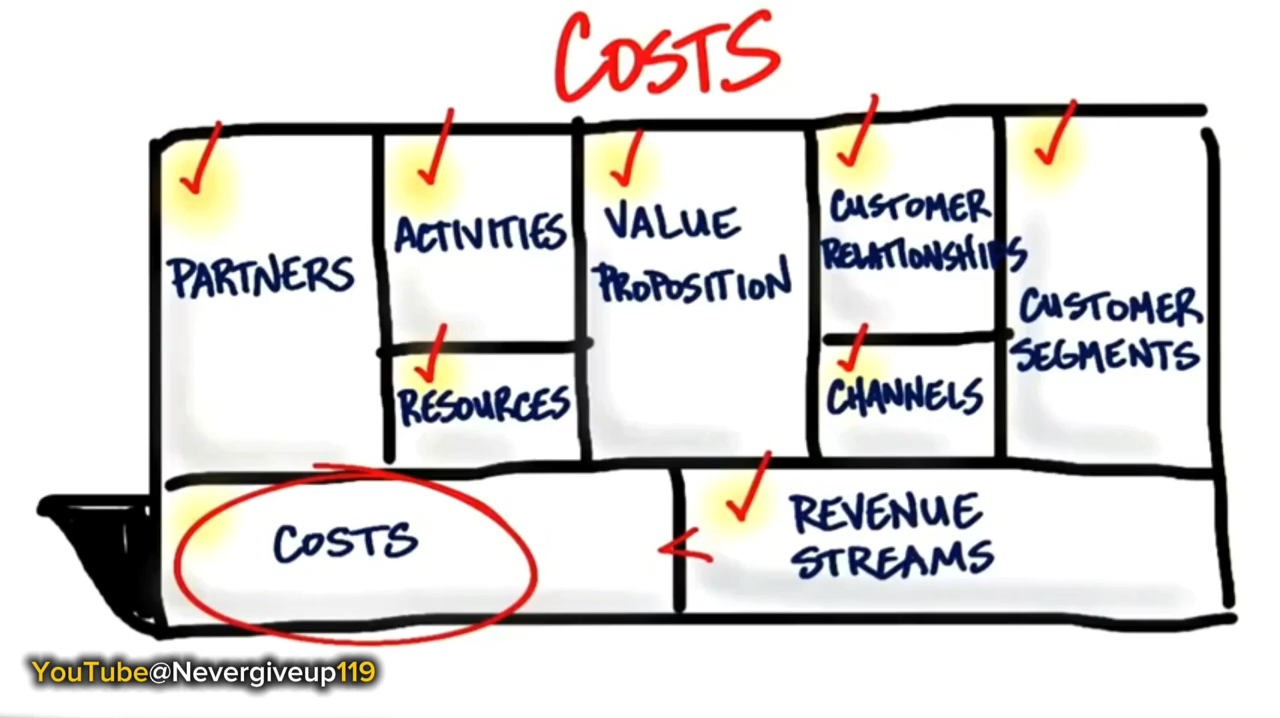 COSTS
PARTNERS
ACTIVITIES
RESOURCES
VALUE
PROPOSITION
CUSTOMER
RELATIONSHIPS
CHANNELS
CUSTOMER
SEGMENTS
COSTS
<
REVENUE
STREAMS
YouTube@Nevergiveup119